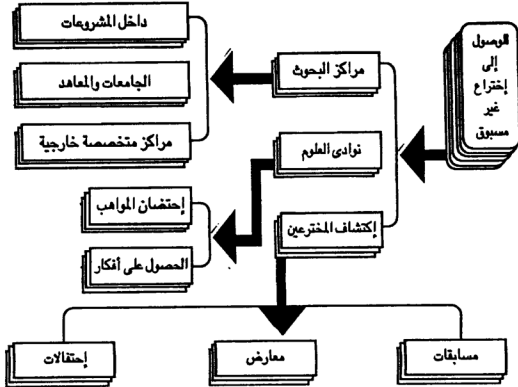 الوصول
إلى
إختراع
غير
مسبوق
مراكز البحوث
نوادى العلوم
إكتشاف المخترعين
داخل المشروعات
الجامعات والمعاهد
مراكز متخصصة خارجية
إحتضان المواهب
الحصول على أفكار
مسابقات
معارض
إحتفالات